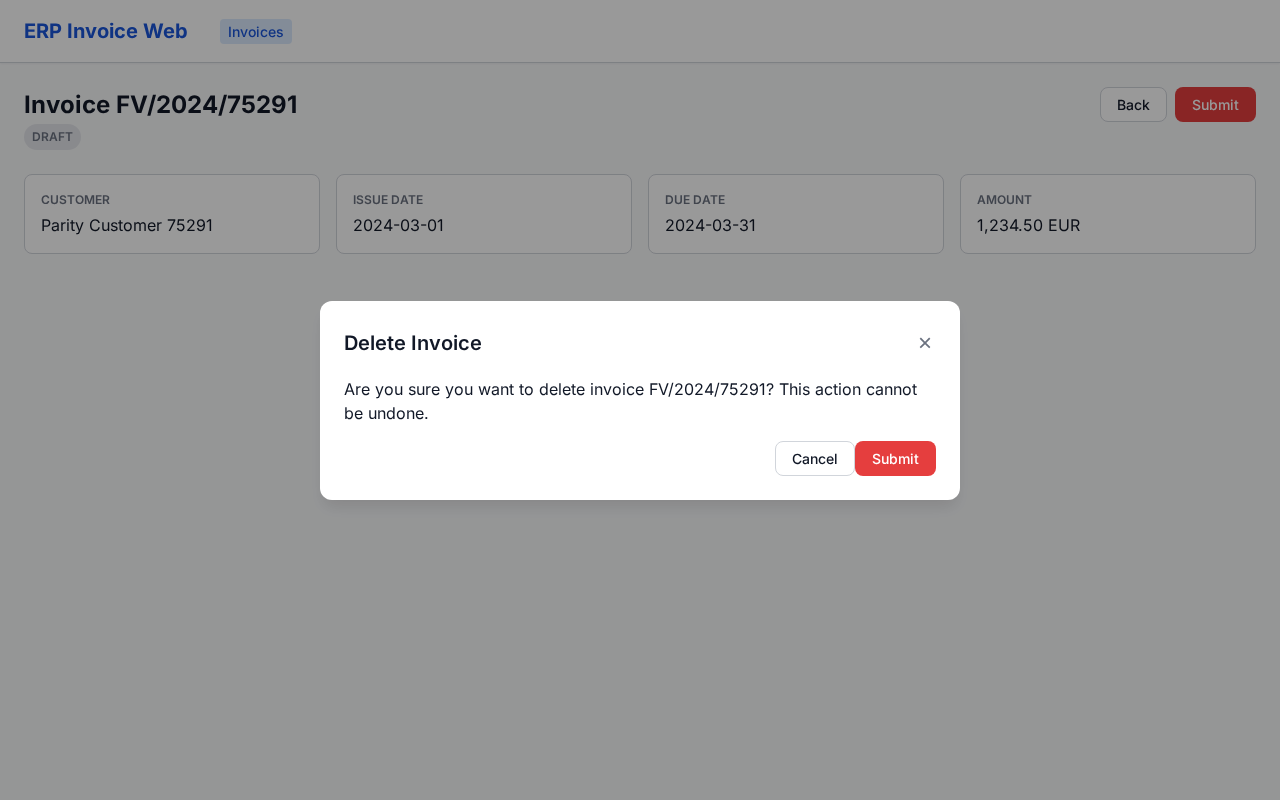 ERP Invoice Web
Invoices
Invoice FV/2024/75291
Back
Submit
DRAFT
CUSTOMER
Parity Customer 75291
ISSUE DATE
2024-03-01
DUE DATE
2024-03-31
AMOUNT
1,234.50 EUR
Delete Invoice
Are you sure you want to delete invoice FV/2024/75291? This action cannot
be undone.
Cancel
Submit